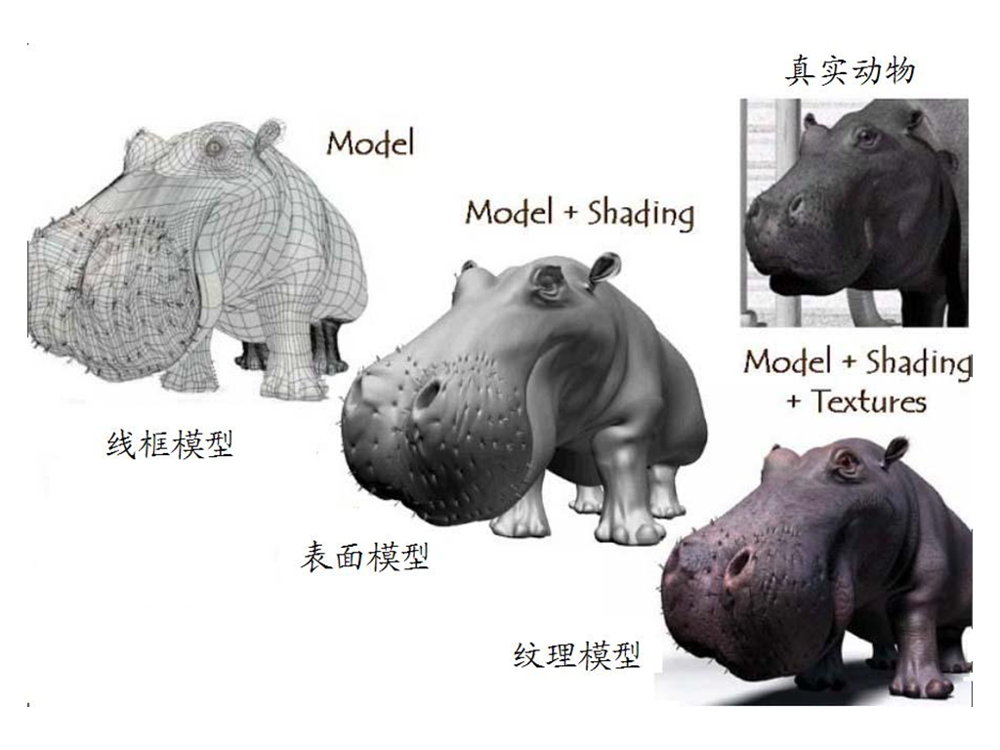 真实动物
Model
Model + Shading
Model + Shading
+ Textures
线框模型
表面模型
纹理模型